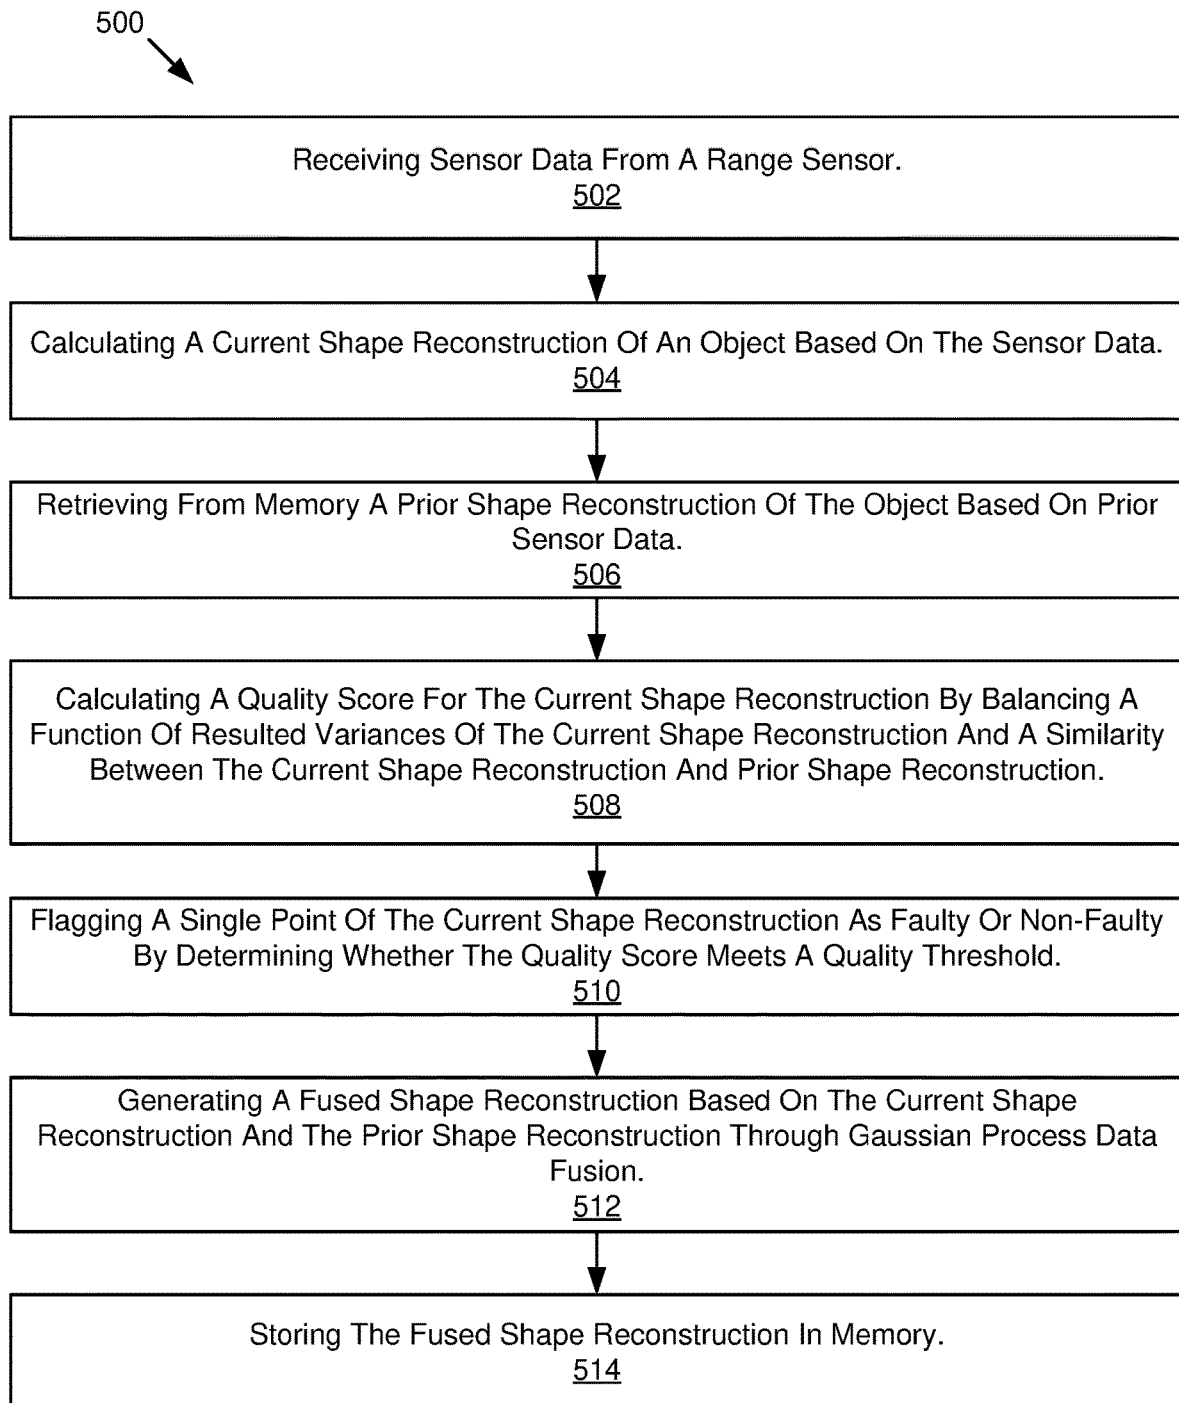 500
Receiving Sensor Data From A Range Sensor.
502
Calculating A Current Shape Reconstruction Of An Object Based On The Sensor Data.
504
Retrieving From Memory A Prior Shape Reconstruction Of The Object Based On Prior
Sensor Data.
506
Calculating A Quality Score For The Current Shape Reconstruction By Balancing A
Function Of Resulted Variances Of The Current Shape Reconstruction And A Similarity
Between The Current Shape Reconstruction And Prior Shape Reconstruction.
508
Flagging A Single Point Of The Current Shape Reconstruction As Faulty Or Non-Faulty
By Determining Whether The Quality Score Meets A Quality Threshold.
510
Generating A Fused Shape Reconstruction Based On The Current Shape
Reconstruction And The Prior Shape Reconstruction Through Gaussian Process Data
Fusion.
512
Storing The Fused Shape Reconstruction In Memory.
514